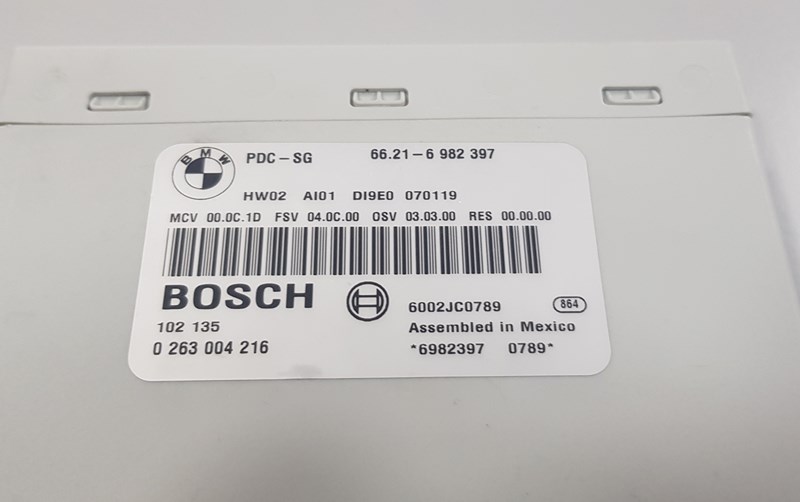 BMW
PDC-SG 66.21-6 982 397
HW02 AI01 DI9E0 070119
MCV 00.0C.1D FSV 04.0C.00 OSV 03.03.00 RES 00.00.00
BOSCH
102 135
0 263 004 216
6002JC0789 864
Assembled in Mexico
*6982397 0789*